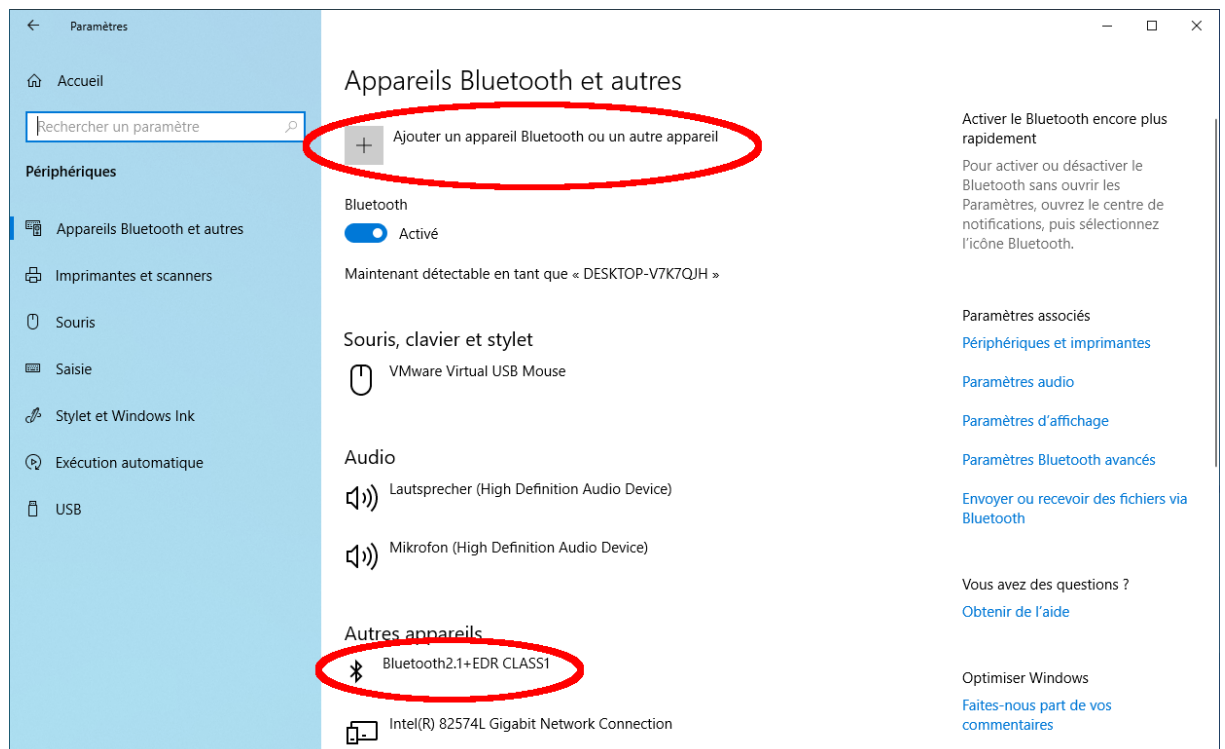 Paramètres
Accueil
Rechercher un paramètre
Périphériques
Appareils Bluetooth et autres
Imprimantes et scanners
Souris
Saisie
Stylet et Windows Ink
Exécution automatique
USB
Appareils Bluetooth et autres
Ajouter un appareil Bluetooth ou un autre appareil
Bluetooth
Activé
Maintenant détectable en tant que « DESKTOP-V7K7QJH »
Souris, clavier et stylet
VMware Virtual USB Mouse
Audio
Lautsprecher (High Definition Audio Device)
Mikrofon (High Definition Audio Device)
Autres appareils
Bluetooth2.1+EDR CLASS1
Intel(R) 82574L Gigabit Network Connection
Activer le Bluetooth encore plus
rapidement
Pour activer ou désactiver le
Bluetooth sans ouvrir les
Paramètres, ouvrez le centre de
notifications, puis sélectionnez
l'icône Bluetooth.
Paramètres associés
Périphériques et imprimantes
Paramètres audio
Paramètres d'affichage
Paramètres Bluetooth avancés
Envoyer ou recevoir des fichiers via
Bluetooth
Vous avez des questions ?
Obtenir de l'aide
Optimiser Windows
Faites-nous part de vos
commentaires